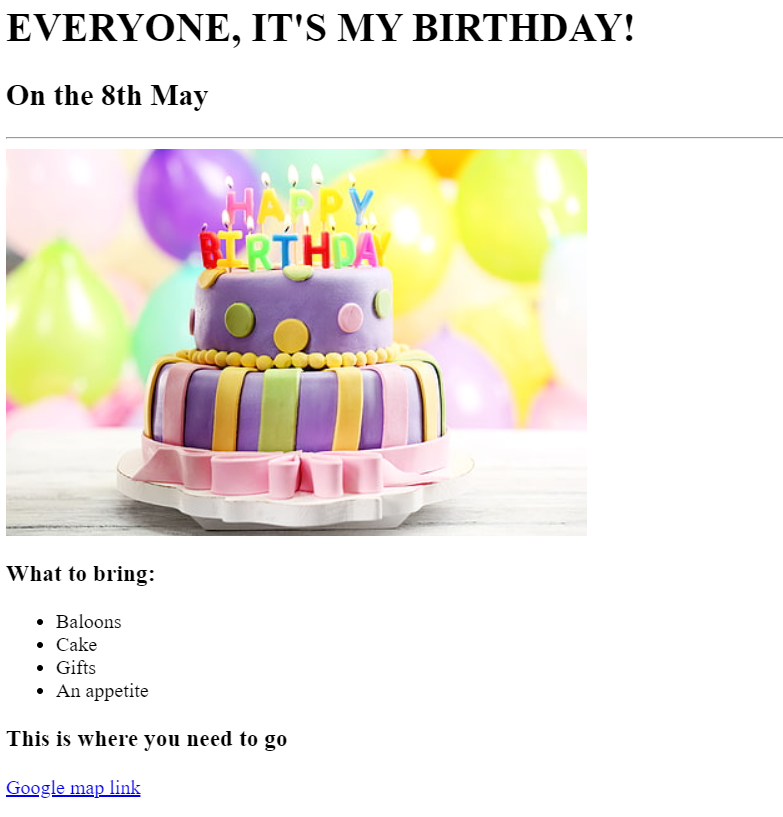 EVERYONE, IT'S MY BIRTHDAY!
On the 8th May
HAPPY
BIRTHDAY
What to bring:
Baloons
Cake
Gifts
An appetite
This is where you need to go
Google map link